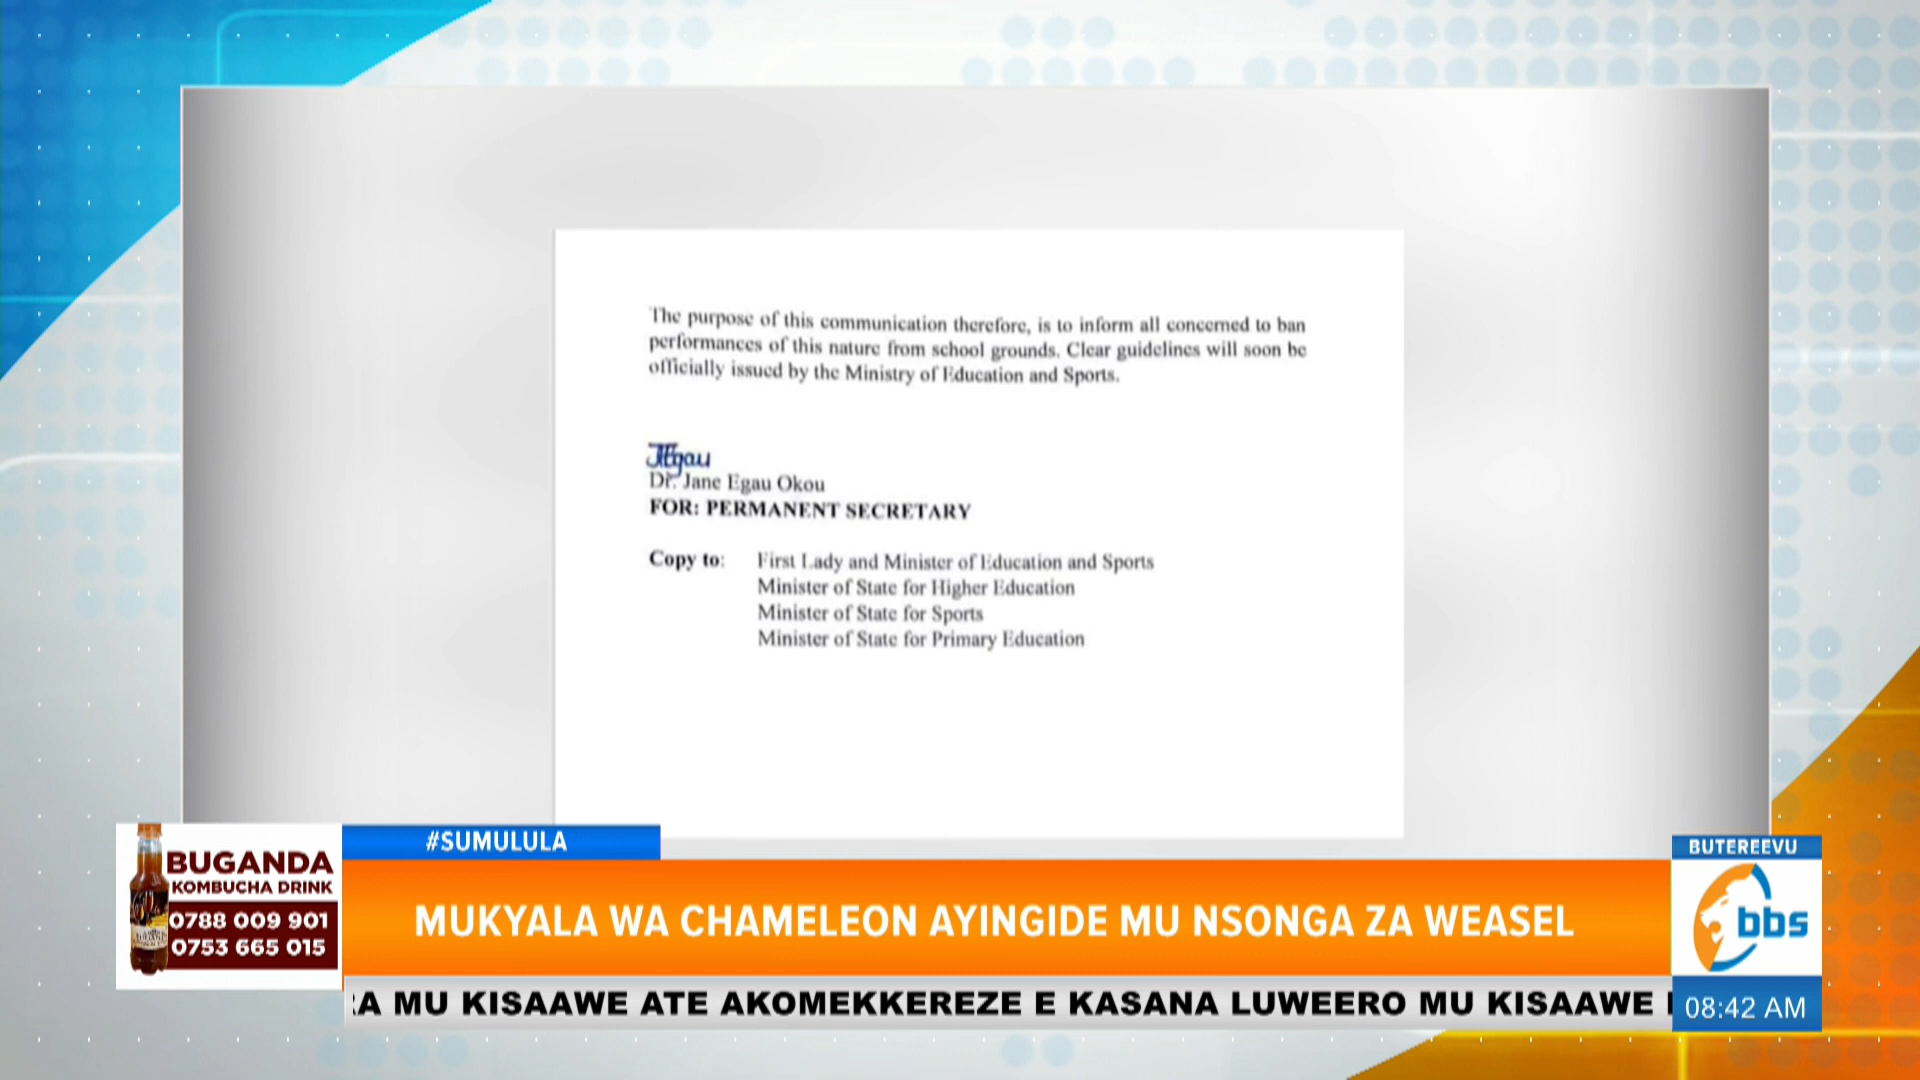 The purpose of this communication therefore, is to inform all concerned to ban
performances of this nature from school grounds. Clear guidelines will soon be
officially issued by the Ministry of Education and Sports.
JEgau
Dr. Jane Egau Okou
FOR: PERMANENT SECRETARY
Copy to: First Lady and Minister of Education and Sports
Minister of State for Higher Education
Minister of State for Sports
Minister of State for Primary Education
#SUMULULA
BUTEREEVU
BUGANDA
KOMBUCHA DRINK
0788 009 901
0753 665 015
MUKYALA WA CHAMELEON AYINGIDE MU NSONGA ZA WEASEL
bbs
MU KISAAWE ATE AKOMEKKEREZE E KASANA LUWEERO MU KISAAWE
08:42 AM